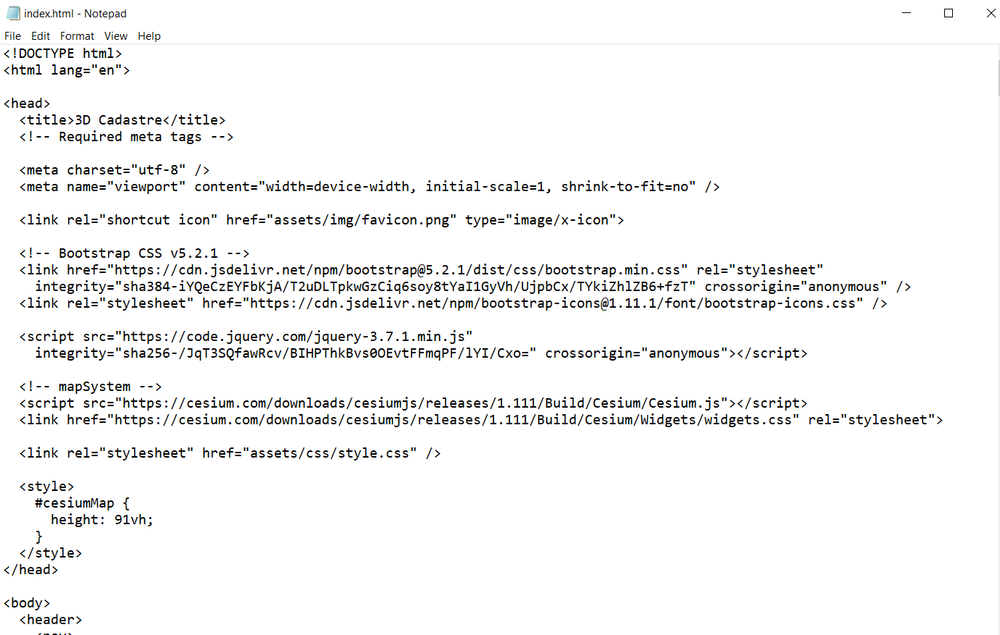 index.html - Notepad
File Edit Format View Help
<!DOCTYPE html>
<html lang="en">
<head>
<title>3D Cadastre</title>
<!-- Required meta tags -->
<meta charset="utf-8" />
<meta name="viewport" content="width=device-width, initial-scale=1, shrink-to-fit=no" />
<link rel="shortcut icon" href="assets/img/favicon.png" type="image/x-icon">
<!-- Bootstrap CSS v5.2.1 -->
<link href="https://cdn.jsdelivr.net/npm/bootstrap@5.2.1/dist/css/bootstrap.min.css" rel="stylesheet"
integrity="sha384-iYQeCzEYFbKjA/T2uDLTpkwGzCiq6soy8tYaI1GyVh/UjpbCx/TYkiZhlZB6+fzT" crossorigin="anonymous" />
<link rel="stylesheet" href="https://cdn.jsdelivr.net/npm/bootstrap-icons@1.11.1/font/bootstrap-icons.css" />
<script src="https://code.jquery.com/jquery-3.7.1.min.js"
integrity="sha256-/JqT3SQfawRcv/BIHPThkBvs0OEvtFFmqPF/lYI/Cxo=" crossorigin="anonymous"></script>
<!-- mapSystem -->
<script src="https://cesium.com/downloads/cesiumjs/releases/1.111/Build/Cesium/Cesium.js"></script>
<link href="https://cesium.com/downloads/cesiumjs/releases/1.111/Build/Cesium/Widgets/widgets.css" rel="stylesheet">
<link rel="stylesheet" href="assets/css/style.css" />
<style>
#cesiumMap {
height: 91vh;
}
</style>
</head>
<body>
<header>
<nav>